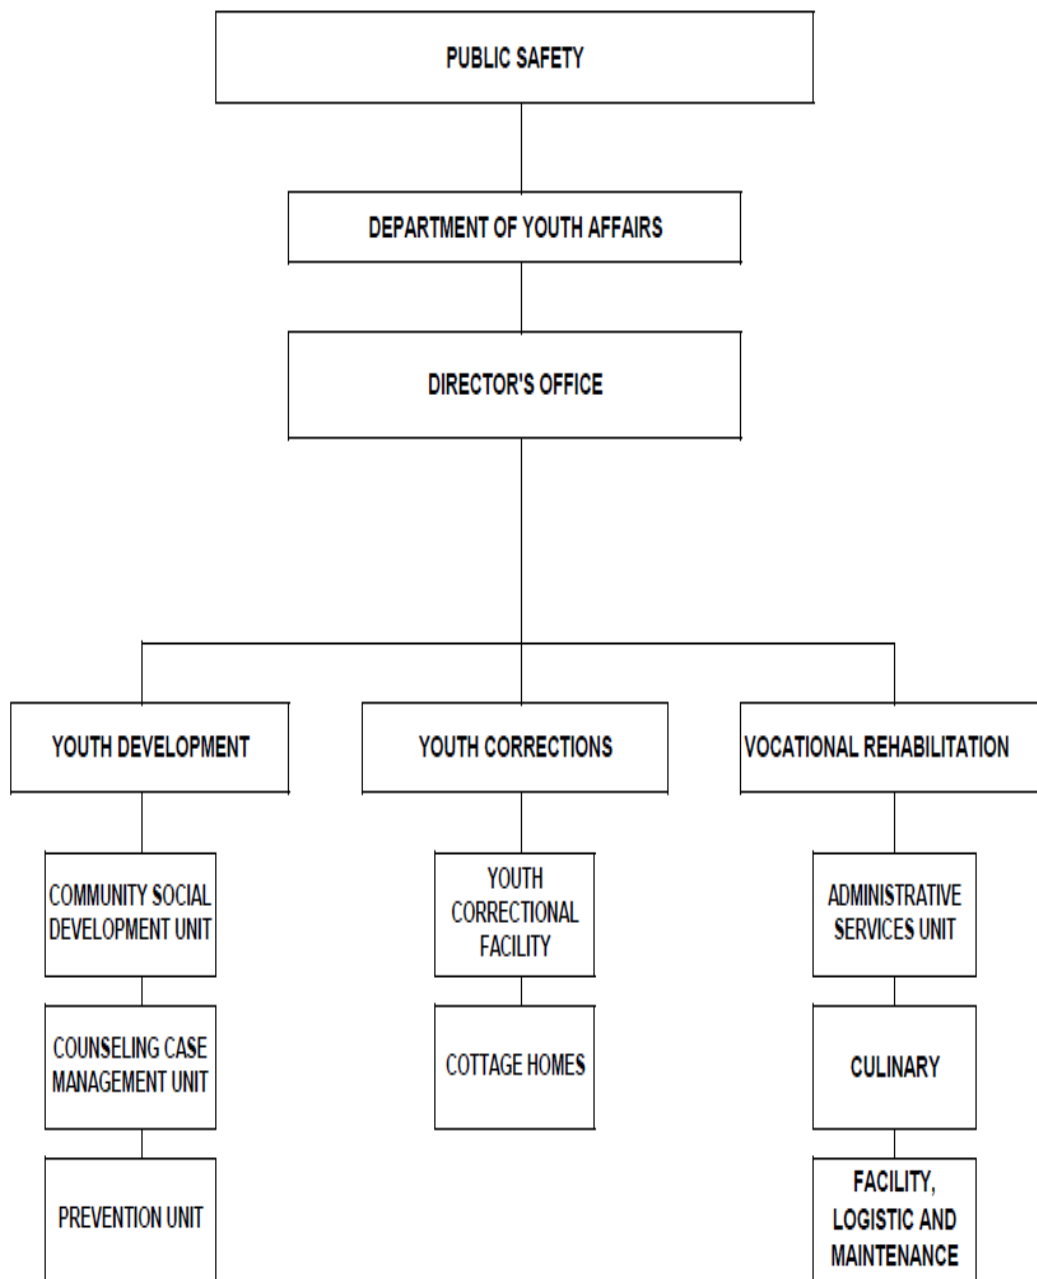 PUBLIC SAFETY
DEPARTMENT OF YOUTH AFFAIRS
DIRECTOR'S OFFICE
YOUTH DEVELOPMENT
YOUTH CORRECTIONS
VOCATIONAL REHABILITATION
COMMUNITY SOCIAL
DEVELOPMENT UNIT
YOUTH
CORRECTIONAL
FACILITY
ADMINISTRATIVE
SERVICES UNIT
COUNSELING CASE
MANAGEMENT UNIT
COTTAGE HOMES
CULINARY
PREVENTION UNIT
FACILITY,
LOGISTIC AND
MAINTENANCE